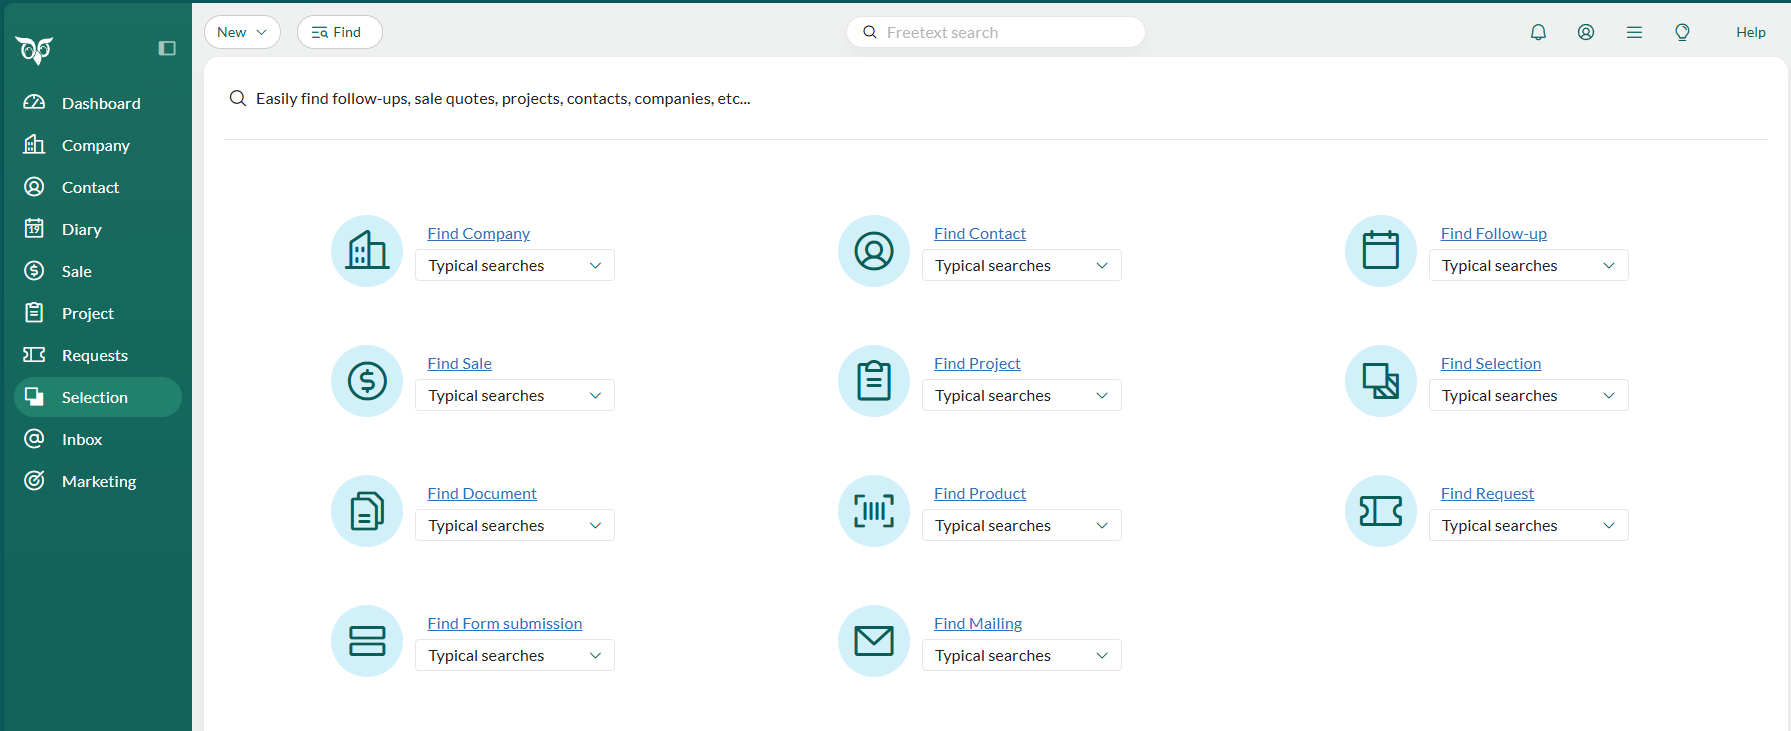 New
Find
Freetext search
Help
Dashboard
Company
Contact
Diary
19
Sale
Project
Requests
Selection
Inbox
Marketing
Easily find follow-ups, sale quotes, projects, contacts, companies, etc...
Find Company
Typical searches
Find Contact
Typical searches
Find Follow-up
Typical searches
Find Sale
Typical searches
Find Project
Typical searches
Find Selection
Typical searches
Find Document
Typical searches
Find Product
Typical searches
Find Request
Typical searches
Find Form submission
Typical searches
Find Mailing
Typical searches